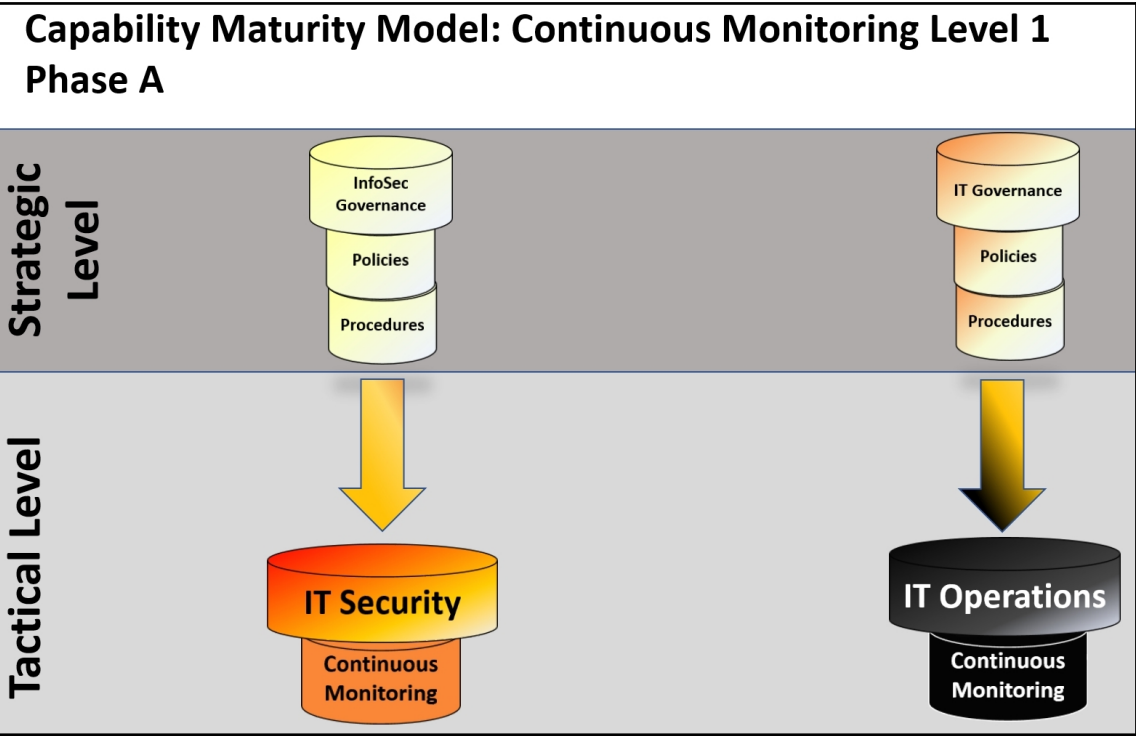 Capability Maturity Model: Continuous Monitoring Level 1
Phase A
Strategic
Level
InfoSec
Governance
Policies
Procedures
IT Governance
Policies
Procedures
Tactical Level
IT Security
Continuous
Monitoring
IT Operations
Continuous
Monitoring